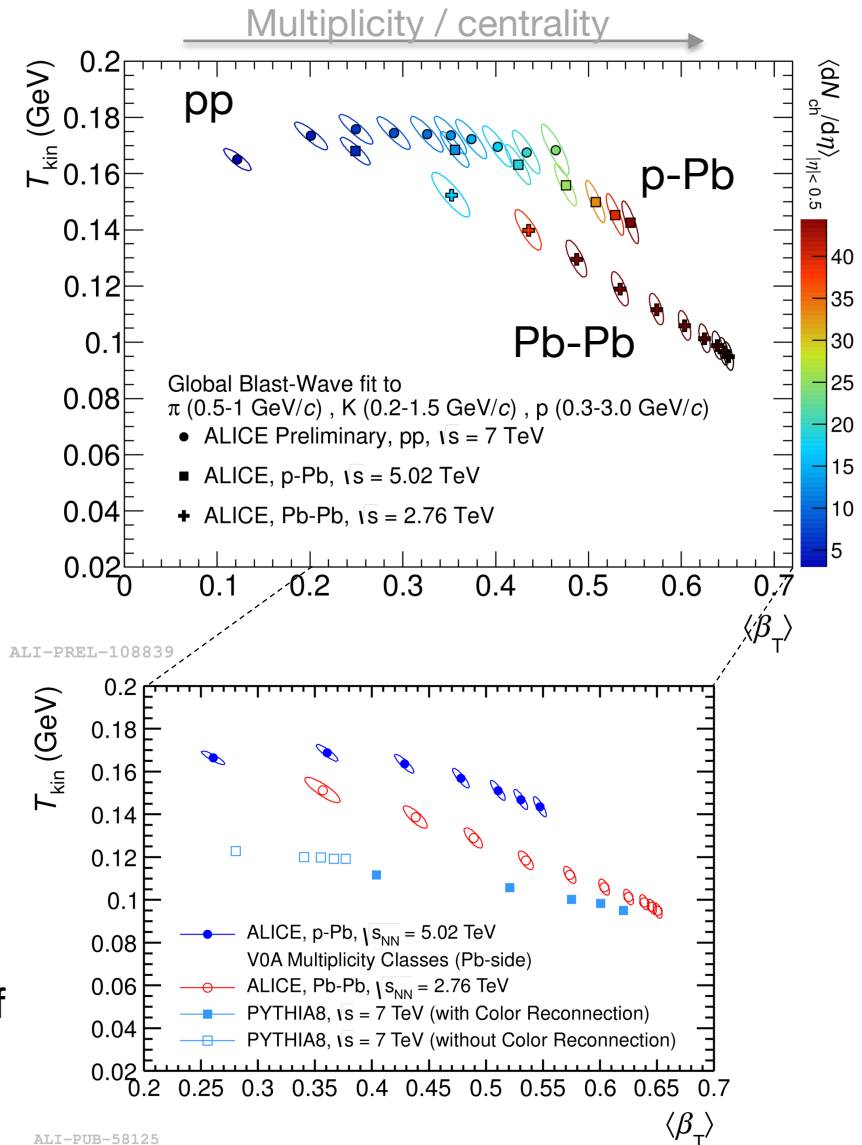 Multiplicity / centrality
T_kin (GeV)
0.2
0.18
0.16
0.14
0.12
0.1
0.08
0.06
0.04
0.02
pp
p-Pb
Pb-Pb
Global Blast-Wave fit to
π (0.5-1 GeV/c) , K (0.2-1.5 GeV/c) , p (0.3-3.0 GeV/c)
ALICE Preliminary, pp, √s = 7 TeV
ALICE, p-Pb, √s = 5.02 TeV
ALICE, Pb-Pb, √s = 2.76 TeV
0 0.1 0.2 0.3 0.4 0.5 0.6 0.7
⟨β_T⟩
⟨dN_ch/dη⟩_|η|< 0.5
40
35
30
25
20
15
10
5
ALI-PREL-108839
T_kin (GeV)
0.2
0.18
0.16
0.14
0.12
0.1
0.08
0.06
0.04
0.02
ALICE, p-Pb, √s_NN = 5.02 TeV
V0A Multiplicity Classes (Pb-side)
ALICE, Pb-Pb, √s_NN = 2.76 TeV
PYTHIA8, √s = 7 TeV (with Color Reconnection)
PYTHIA8, √s = 7 TeV (without Color Reconnection)
0.2 0.25 0.3 0.35 0.4 0.45 0.5 0.55 0.6 0.65 0.7
⟨β_T⟩
f
ALI-PUB-58125